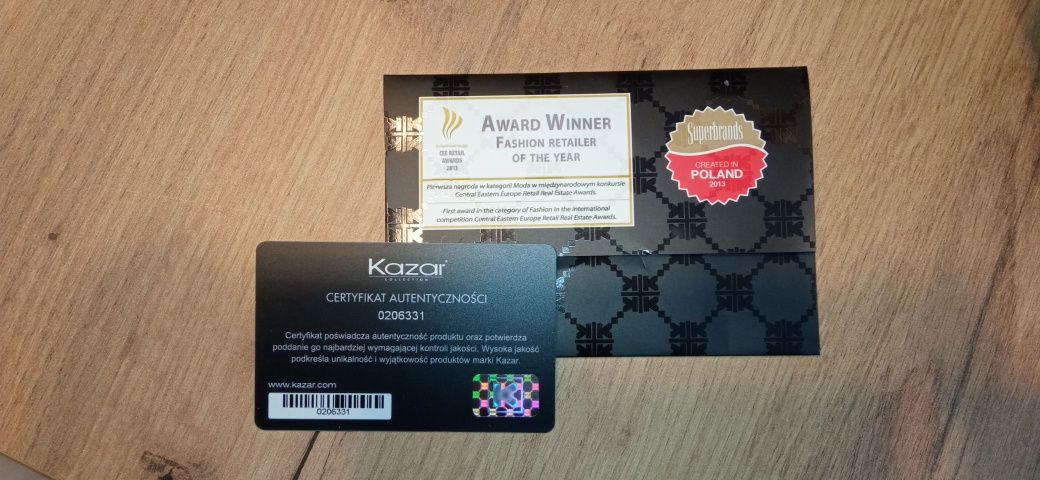 CEE RETAIL
AWARDS
2013
AWARD WINNER
FASHION RETAILER
OF THE YEAR
Pierwsza nagroda w kategorii Moda w międzynarodowym konkursie
Central Eastern Europe Retail Real Estate Awards.
First award in the category of Fashion in the international
competition Central Eastern Europe Retail Real Estate Awards.
Superbrands
CREATED IN
POLAND
2013
Kazar
COLLECTION
CERTYFIKAT AUTENTYCZNOŚCI
0206331
Certyfikat poświadcza autentyczność produktu oraz potwierdza
poddanie go najbardziej wymagającej kontroli jakości. Wysoka jakość
podkreśla unikalność i wyjątkowość produktów marki Kazar.
www.kazar.com
0206331